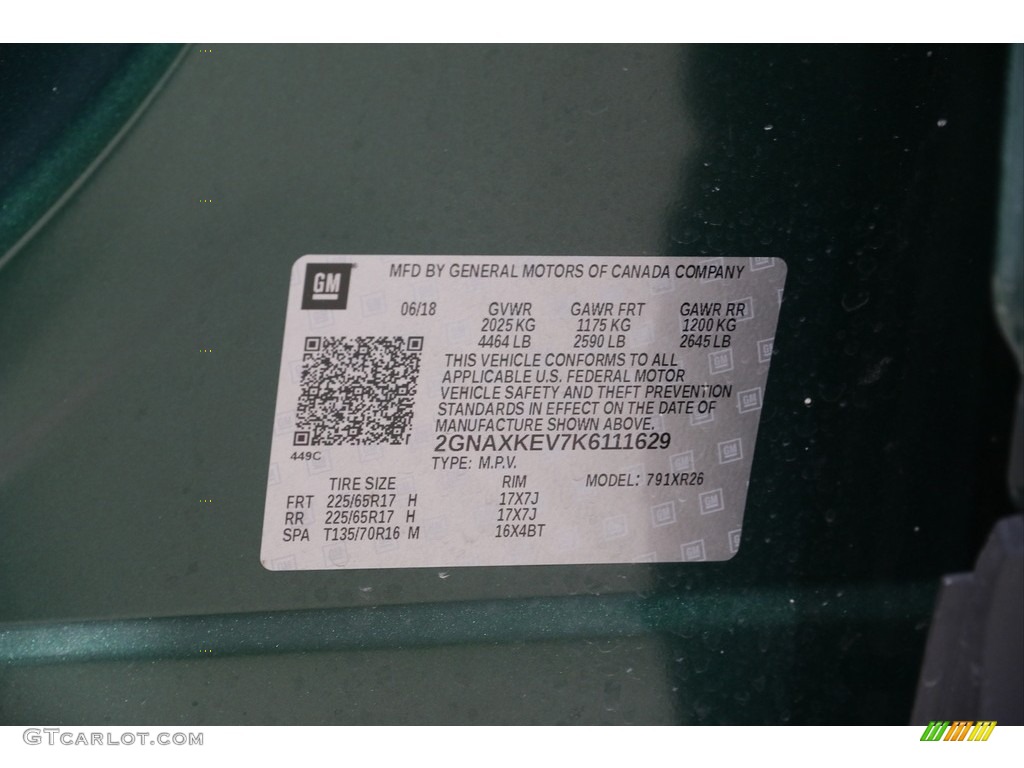 GM
MFD BY GENERAL MOTORS OF CANADA COMPANY
06/18 GVWR GAWR FRT GAWR RR
2025 KG 1175 KG 1200 KG
4464 LB 2590 LB 2645 LB
THIS VEHICLE CONFORMS TO ALL
APPLICABLE U.S. FEDERAL MOTOR
VEHICLE SAFETY AND THEFT PREVENTION
STANDARDS IN EFFECT ON THE DATE OF
MANUFACTURE SHOWN ABOVE.
2GNAXKEV7K6111629
449C
TYPE: M.P.V.
TIRE SIZE RIM MODEL: 791XR26
FRT 225/65R17 H 17X7J
RR 225/65R17 H 17X7J
SPA T135/70R16 M 16X4BT
GTCARLOT.COM